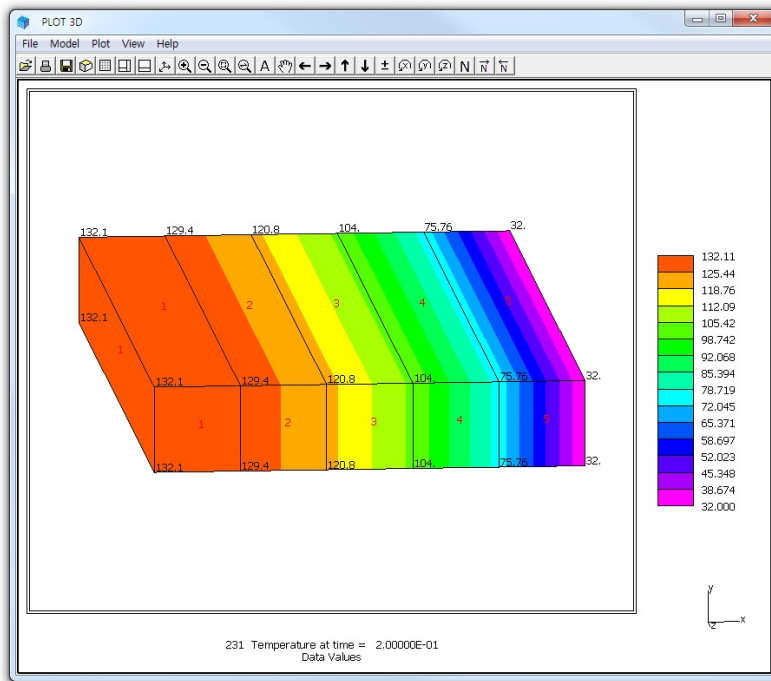 PLOT 3D
File Model Plot View Help
A N N N
132.1 129.4 120.8 104. 75.76 32.
1 2 3 4 5
132.1
1
132.1 129.4 120.8 104. 75.76 32.
1 2 3 4 5
132.1 129.4 120.8 104. 75.76 32.
132.11
125.44
118.76
112.09
105.42
98.742
92.068
85.394
78.719
72.045
65.371
58.697
52.023
45.348
38.674
32.000
y
z x
231 Temperature at time = 2.00000E-01
Data Values